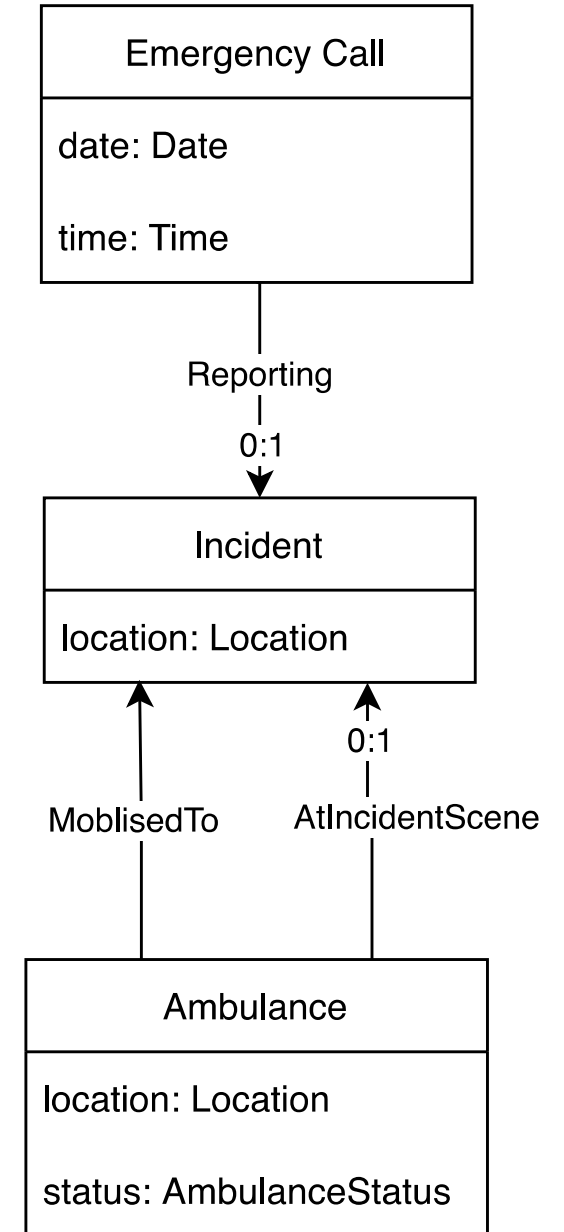 Emergency Call
date: Date
time: Time
Reporting
0:1
Incident
location: Location
0:1
MoblisedTo
AtIncidentScene
Ambulance
location: Location
status: AmbulanceStatus